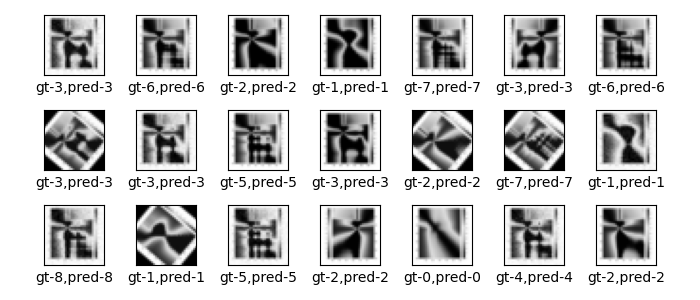 gt-3,pred-3 gt-6,pred-6 gt-2,pred-2 gt-1,pred-1 gt-7,pred-7 gt-3,pred-3 gt-6,pred-6
gt-3,pred-3 gt-3,pred-3 gt-5,pred-5 gt-3,pred-3 gt-2,pred-2 gt-7,pred-7 gt-1,pred-1
gt-8,pred-8 gt-1,pred-1 gt-5,pred-5 gt-2,pred-2 gt-0,pred-0 gt-4,pred-4 gt-2,pred-2